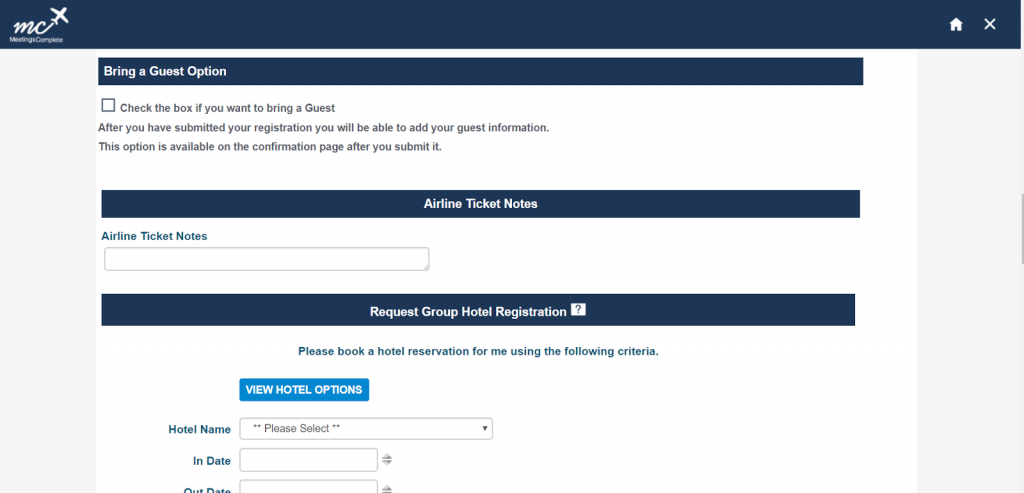 mc
MeetingsComplete
Bring a Guest Option
Check the box if you want to bring a Guest
After you have submitted your registration you will be able to add your guest information.
This option is available on the confirmation page after you submit it.
Airline Ticket Notes
Airline Ticket Notes
Request Group Hotel Registration ?
Please book a hotel reservation for me using the following criteria.
VIEW HOTEL OPTIONS
Hotel Name ** Please Select **
In Date
Out Date